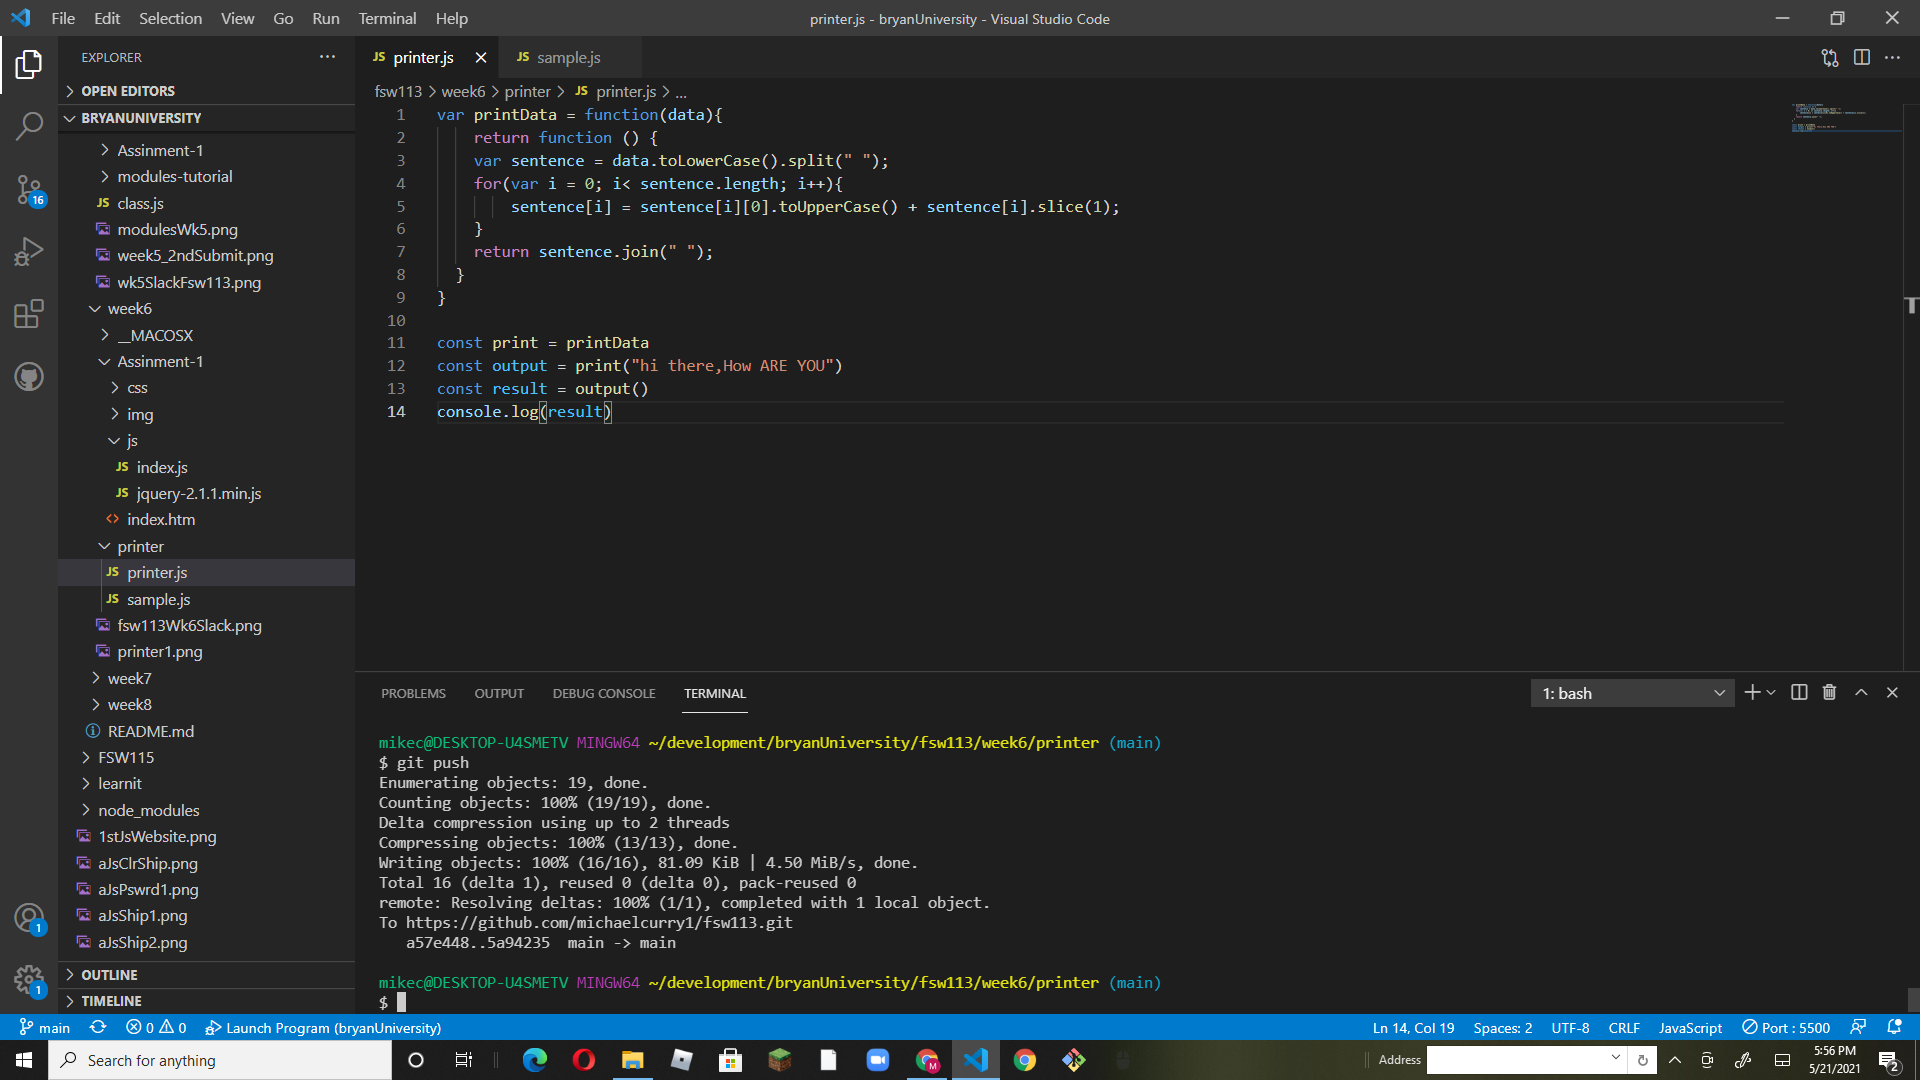 File Edit Selection View Go Run Terminal Help
printer.js - bryanUniversity - Visual Studio Code
EXPLORER
OPEN EDITORS
BRYANUNIVERSITY
Assinment-1
modules-tutorial
JS class.js
modulesWk5.png
week5_2ndSubmit.png
wk5SlackFsw113.png
week6
__MACOSX
Assinment-1
css
img
js
JS index.js
JS jquery-2.1.1.min.js
index.htm
printer
JS printer.js
JS sample.js
fsw113Wk6Slack.png
printer1.png
week7
week8
README.md
FSW115
learnit
node_modules
1stJsWebsite.png
aJsClrShip.png
aJsPswrd1.png
aJsShip1.png
aJsShip2.png
OUTLINE
TIMELINE
16
1
1
JS printer.js JS sample.js
fsw113 > week6 > printer > JS printer.js > ...
1 var printData = function(data){
2 return function () {
3 var sentence = data.toLowerCase().split(" ");
4 for(var i = 0; i< sentence.length; i++){
5 sentence[i] = sentence[i][0].toUpperCase() + sentence[i].slice(1);
6 }
7 return sentence.join(" ");
8 }
9 }
10
11 const print = printData
12 const output = print("hi there,How ARE YOU")
13 const result = output()
14 console.log(result)
PROBLEMS OUTPUT DEBUG CONSOLE TERMINAL
1: bash
mikec@DESKTOP-U4SMETV MINGW64 ~/development/bryanUniversity/fsw113/week6/printer (main)
$ git push
Enumerating objects: 19, done.
Counting objects: 100% (19/19), done.
Delta compression using up to 2 threads
Compressing objects: 100% (13/13), done.
Writing objects: 100% (16/16), 81.09 KiB | 4.50 MiB/s, done.
Total 16 (delta 1), reused 0 (delta 0), pack-reused 0
remote: Resolving deltas: 100% (1/1), completed with 1 local object.
To https://github.com/michaelcurry1/fsw113.git
a57e448..5a94235  main -> main
mikec@DESKTOP-U4SMETV MINGW64 ~/development/bryanUniversity/fsw113/week6/printer (main)
$
main 0 0 Launch Program (bryanUniversity)
Ln 14, Col 19 Spaces: 2 UTF-8 CRLF JavaScript Port : 5500
Search for anything
Address
5:56 PM
5/21/2021
2